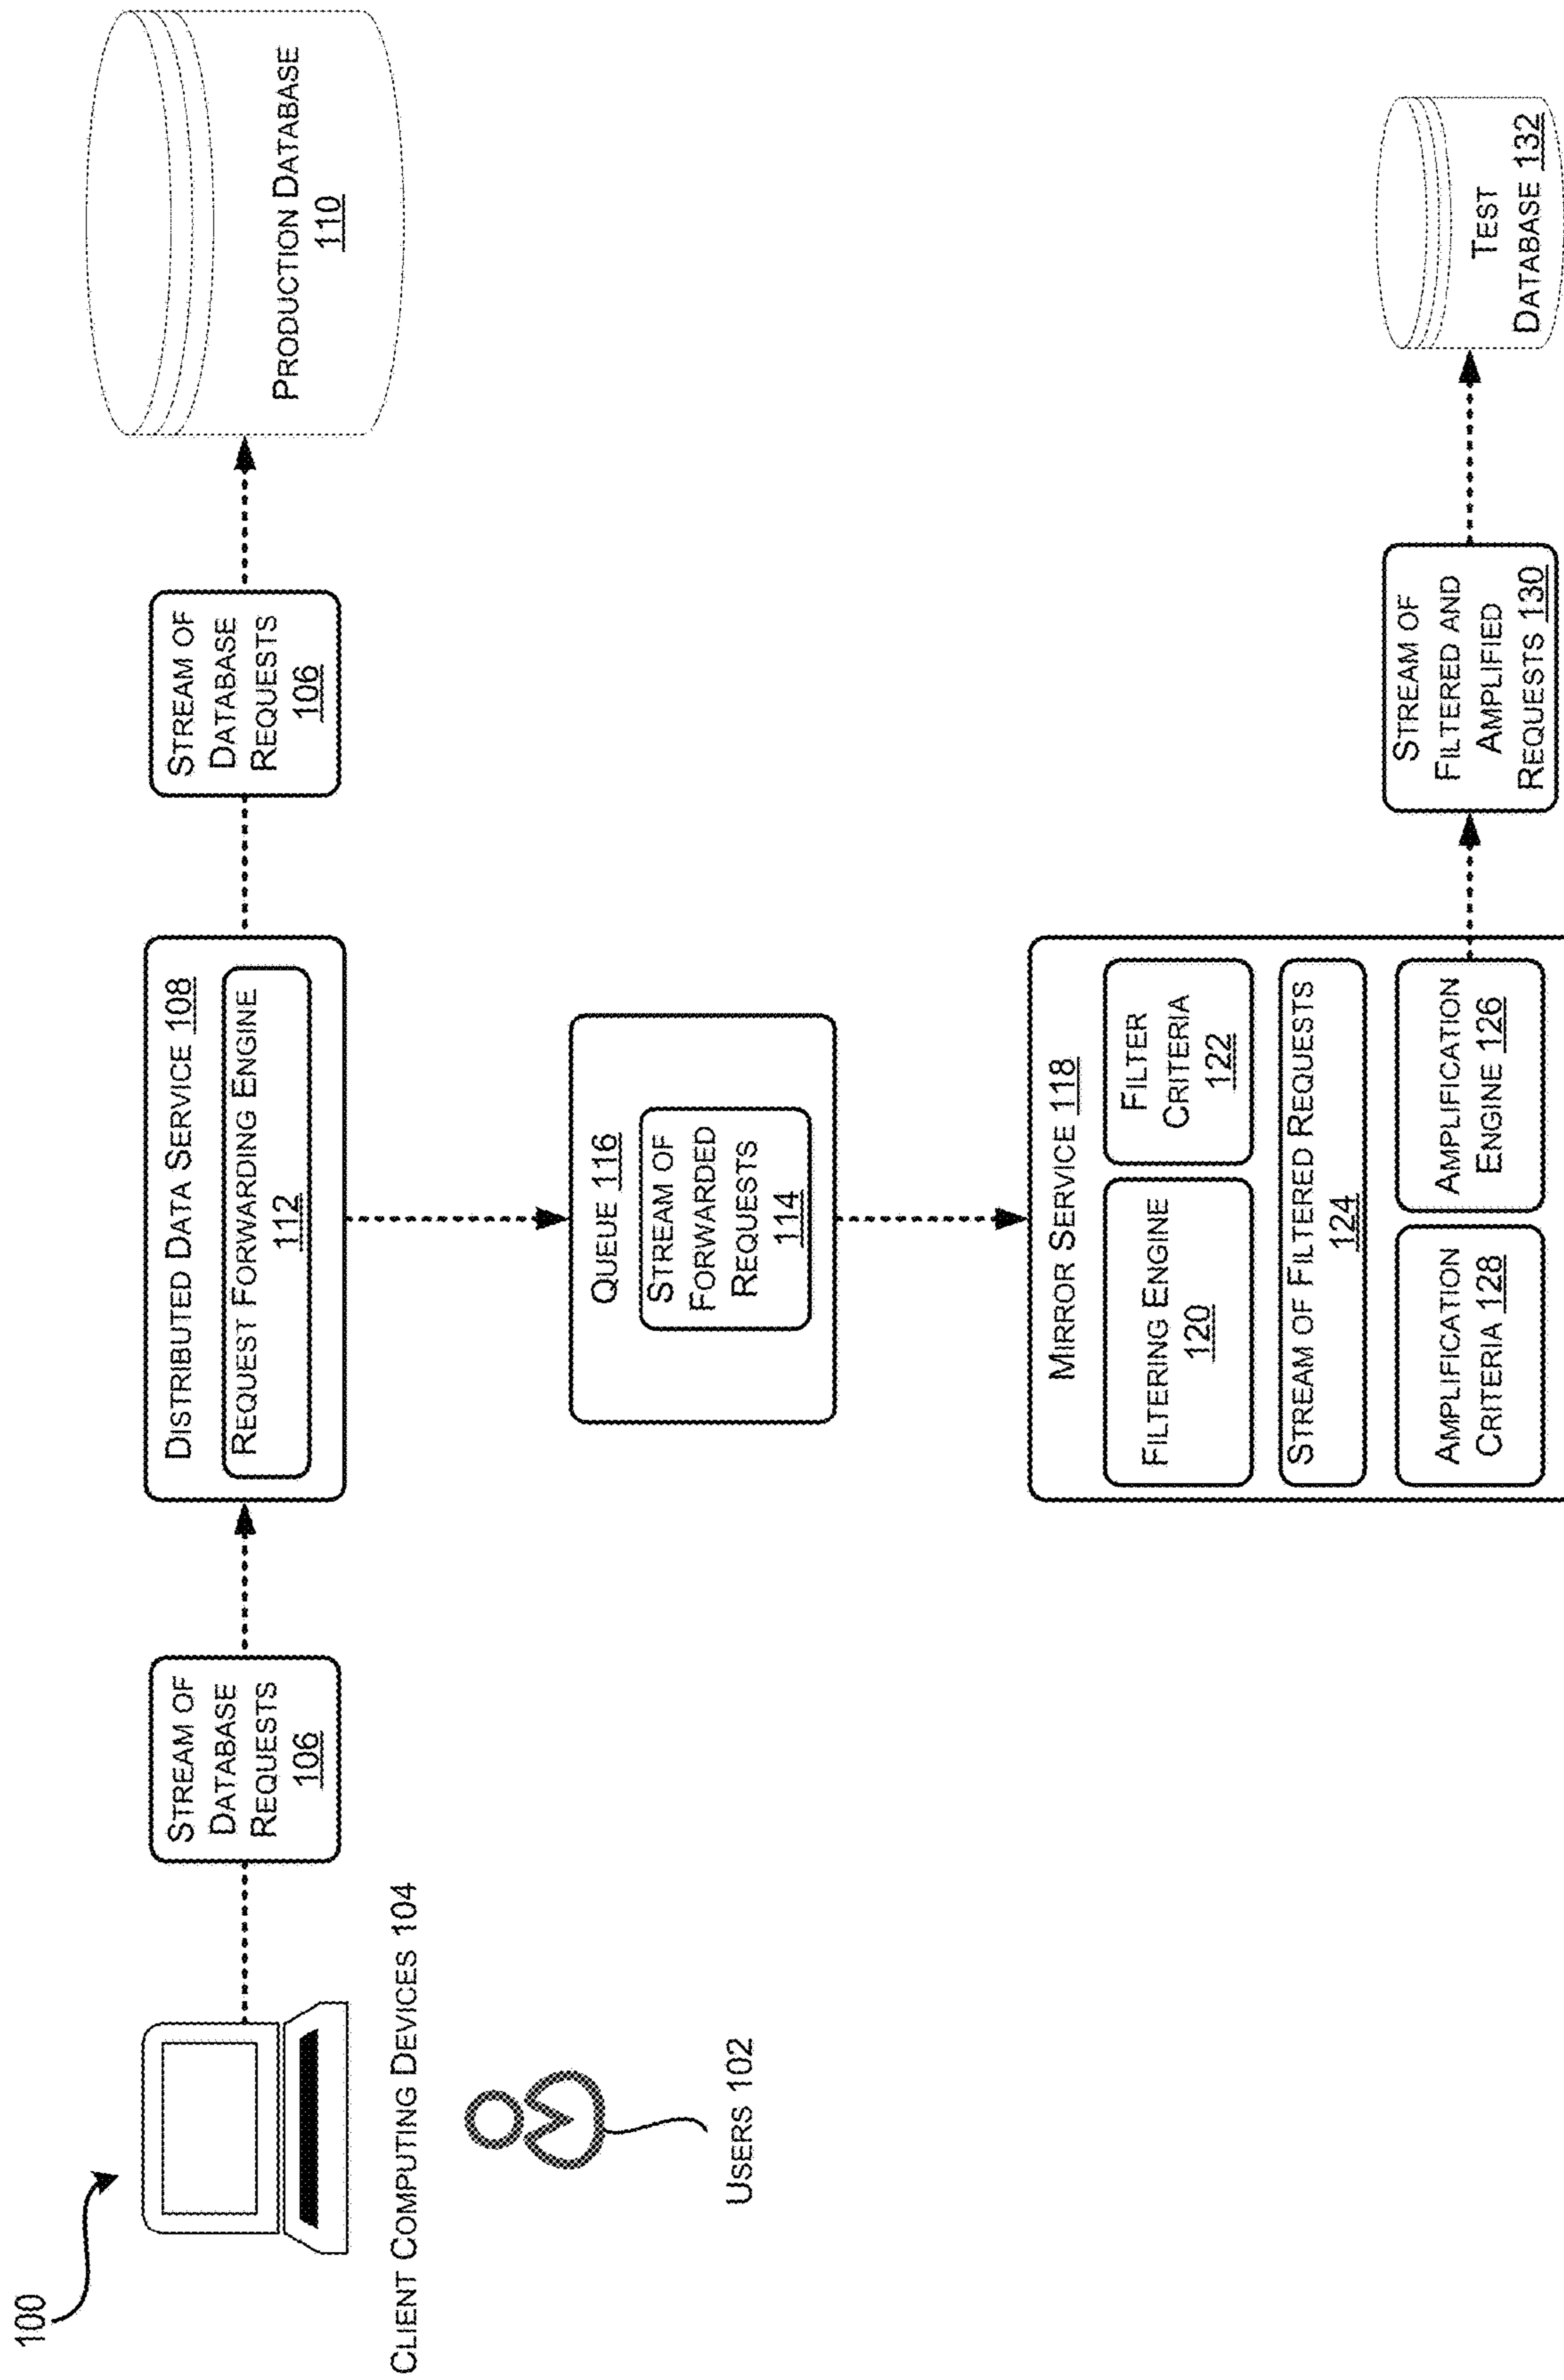 100
CLIENT COMPUTING DEVICES 104
USERS 102
STREAM OF
DATABASE
REQUESTS
106
DISTRIBUTED DATA SERVICE 108
REQUEST FORWARDING ENGINE
112
STREAM OF
DATABASE
REQUESTS
106
PRODUCTION DATABASE
110
QUEUE 116
STREAM OF
FORWARDED
REQUESTS
114
MIRROR SERVICE 118
FILTERING ENGINE
120
FILTER
CRITERIA
122
STREAM OF FILTERED REQUESTS
124
AMPLIFICATION
CRITERIA 128
AMPLIFICATION
ENGINE 126
STREAM OF
FILTERED AND
AMPLIFIED
REQUESTS 130
TEST
DATABASE 132